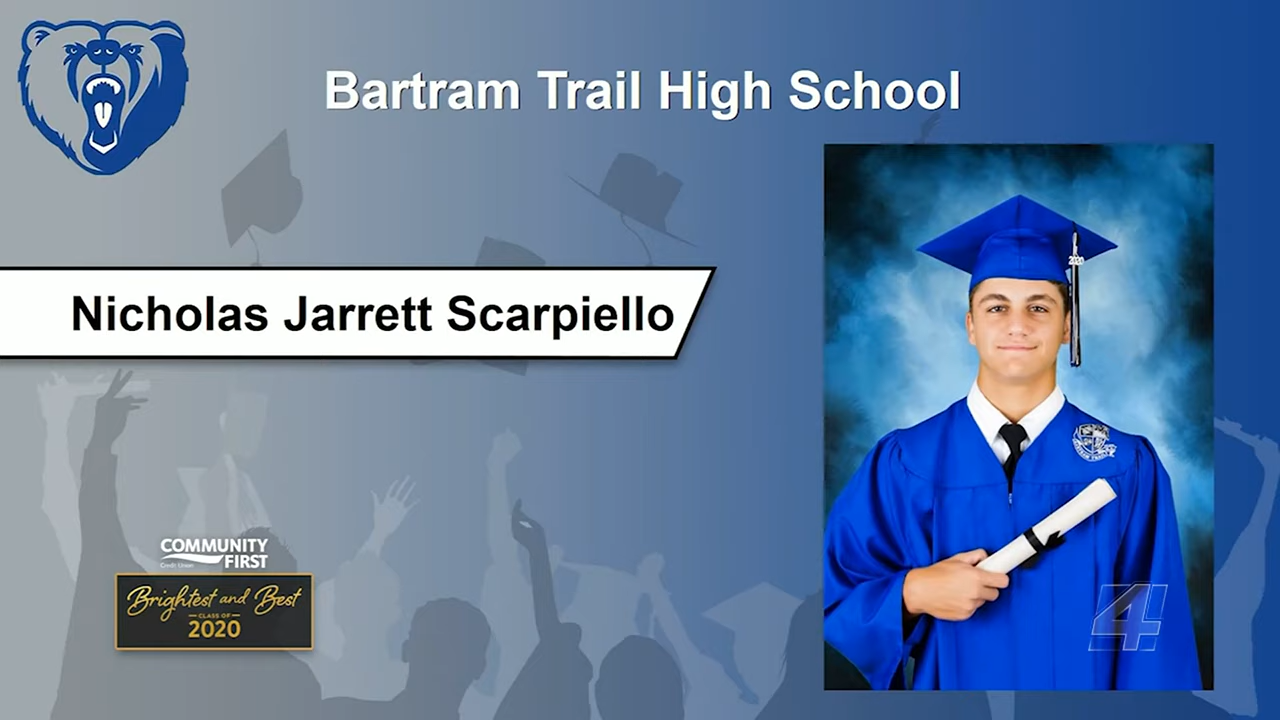 Bartram Trail High School
Nicholas Jarrett Scarpiello
2020
COMMUNITY
FIRST
Credit Union
Brightest and Best
CLASS OF
2020
4